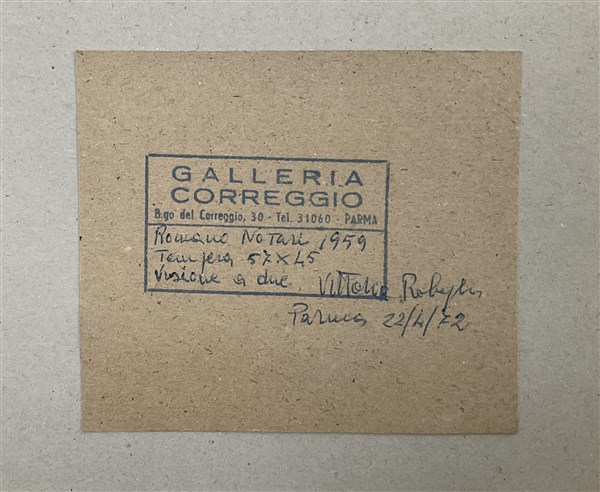 GALLERIA
CORREGGIO
B.go del Correggio, 30 - Tel. 31060 - PARMA
Romano Notari 1959
Tempera 57x45
Visione a due. Vittorio
Parma 22/4/72